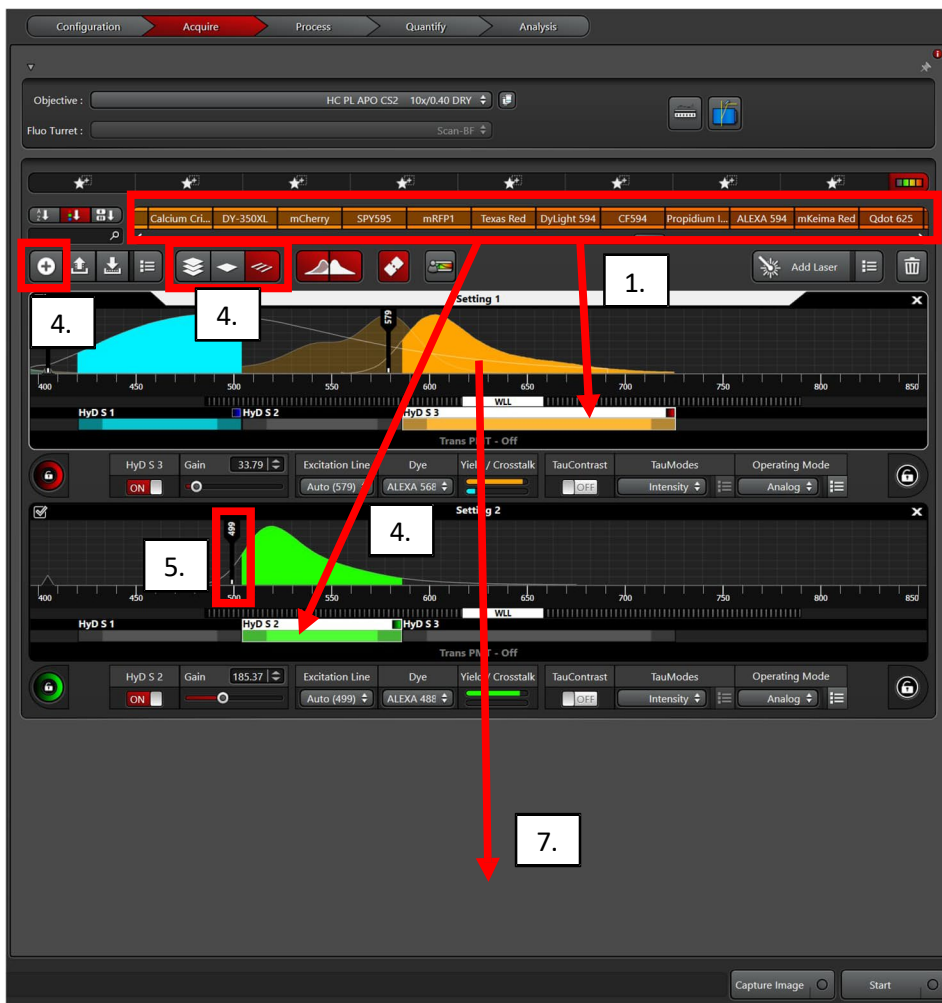 Configuration Acquire Process Quantify Analysis
Objective : HC PL APO CS2 10x/0.40 DRY
Fluo Turret : Scan-BF
Calcium Cri... DY-350XL mCherry SPY595 mRFP1 Texas Red DyLight 594 CF594 Propidium I... ALEXA 594 mKeima Red Qdot 625
Add Laser
1.
4.
4.
Setting 1
579
400 450 500 550 600 650 700 750 800 850
WLL
HyD S 1 HyD S 2 HyD S 3
Trans PMT - Off
HyD S 3 Gain 33.79 Excitation Line Dye Yield / Crosstalk TauContrast TauModes Operating Mode
ON Auto (579) ALEXA 568 OFF Intensity Analog
Setting 2
4.
5.
499
400 450 500 550 600 650 700 750 800 850
WLL
HyD S 1 HyD S 2 HyD S 3
Trans PMT - Off
HyD S 2 Gain 185.37 Excitation Line Dye Yield / Crosstalk TauContrast TauModes Operating Mode
ON Auto (499) ALEXA 488 OFF Intensity Analog
7.
Capture Image Start